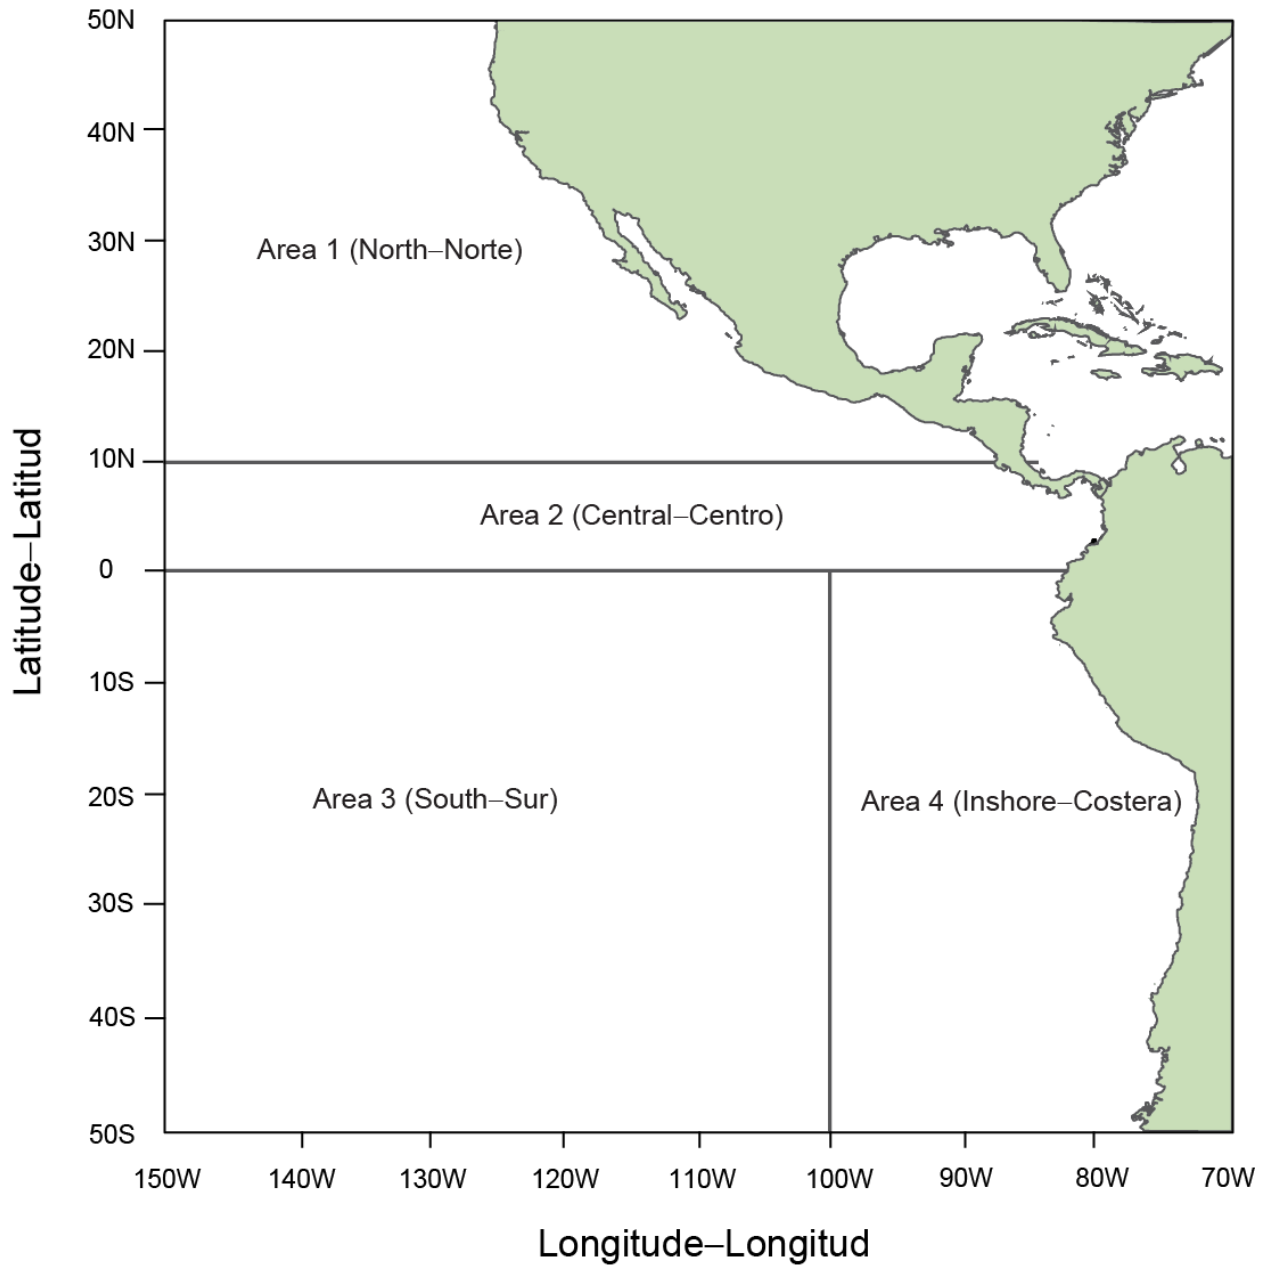 50N
40N
30N
Area 1 (North–Norte)
20N
10N
Area 2 (Central–Centro)
0
Latitude–Latitud
10S
20S
Area 3 (South–Sur)
Area 4 (Inshore–Costera)
30S
40S
50S
150W 140W 130W 120W 110W 100W 90W 80W 70W
Longitude–Longitud